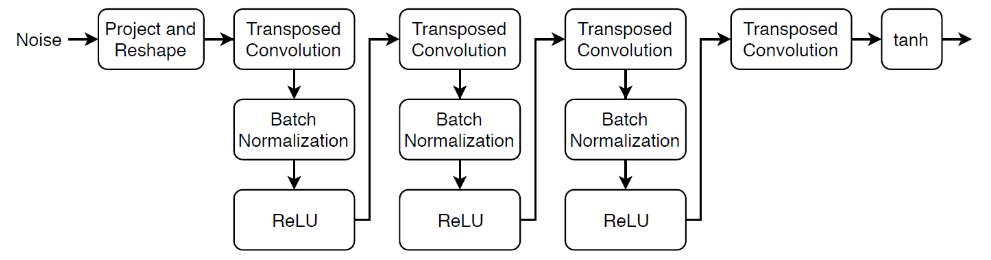 Noise
Project and
Reshape
Transposed
Convolution
Batch
Normalization
ReLU
Transposed
Convolution
Batch
Normalization
ReLU
Transposed
Convolution
Batch
Normalization
ReLU
Transposed
Convolution
tanh